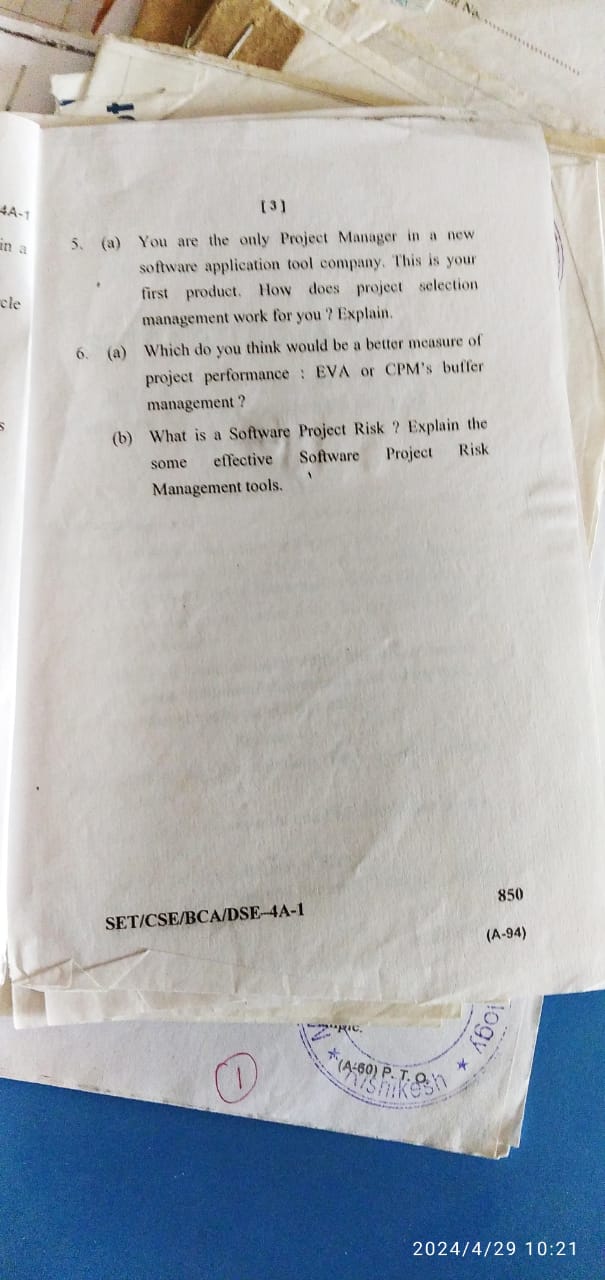 No.
4A-1
in a
cle
s
[ 3 ]
5. (a) You are the only Project Manager in a new
software application tool company. This is your
first product. How does project selection
management work for you ? Explain.
6. (a) Which do you think would be a better measure of
project performance : EVA or CPM's buffer
management ?
(b) What is a Software Project Risk ? Explain the
some effective Software Project Risk
Management tools.
SET/CSE/BCA/DSE–4A-1
850
(A-94)
(A-60) P. T. O.
Rishikesh
logy
1
2024/4/29 10:21